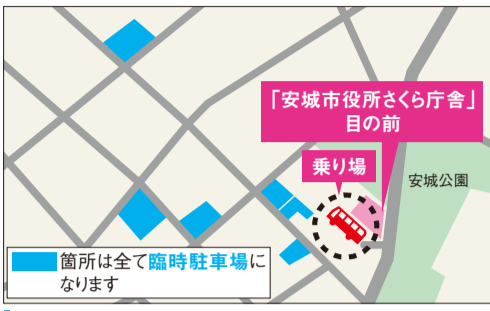 「安城市役所さくら庁舎」
目の前
乗り場
安城公園
箇所は全て臨時駐車場に
なります